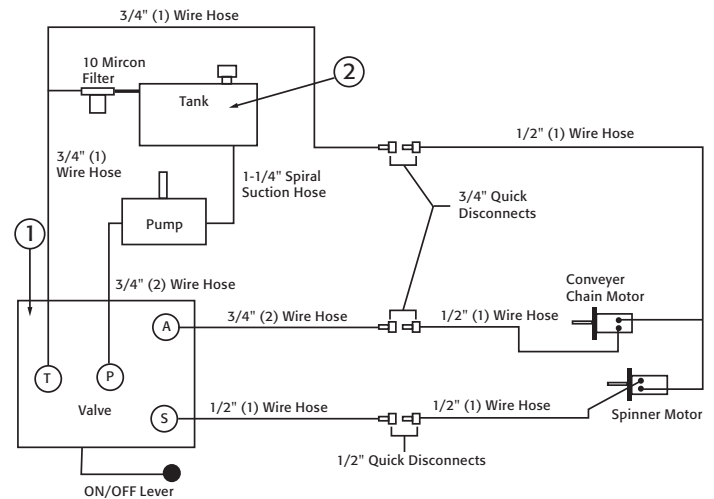 3/4" (1) Wire Hose
10 Mircon
Filter
Tank
2
1/2" (1) Wire Hose
3/4" (1)
Wire Hose
1-1/4" Spiral
Suction Hose
3/4" Quick
Disconnects
Pump
1
3/4" (2) Wire Hose
Conveyer
Chain Motor
A
3/4" (2) Wire Hose
1/2" (1) Wire Hose
T
P
Valve
S
1/2" (1) Wire Hose
1/2" (1) Wire Hose
Spinner Motor
1/2" Quick Disconnects
ON/OFF Lever